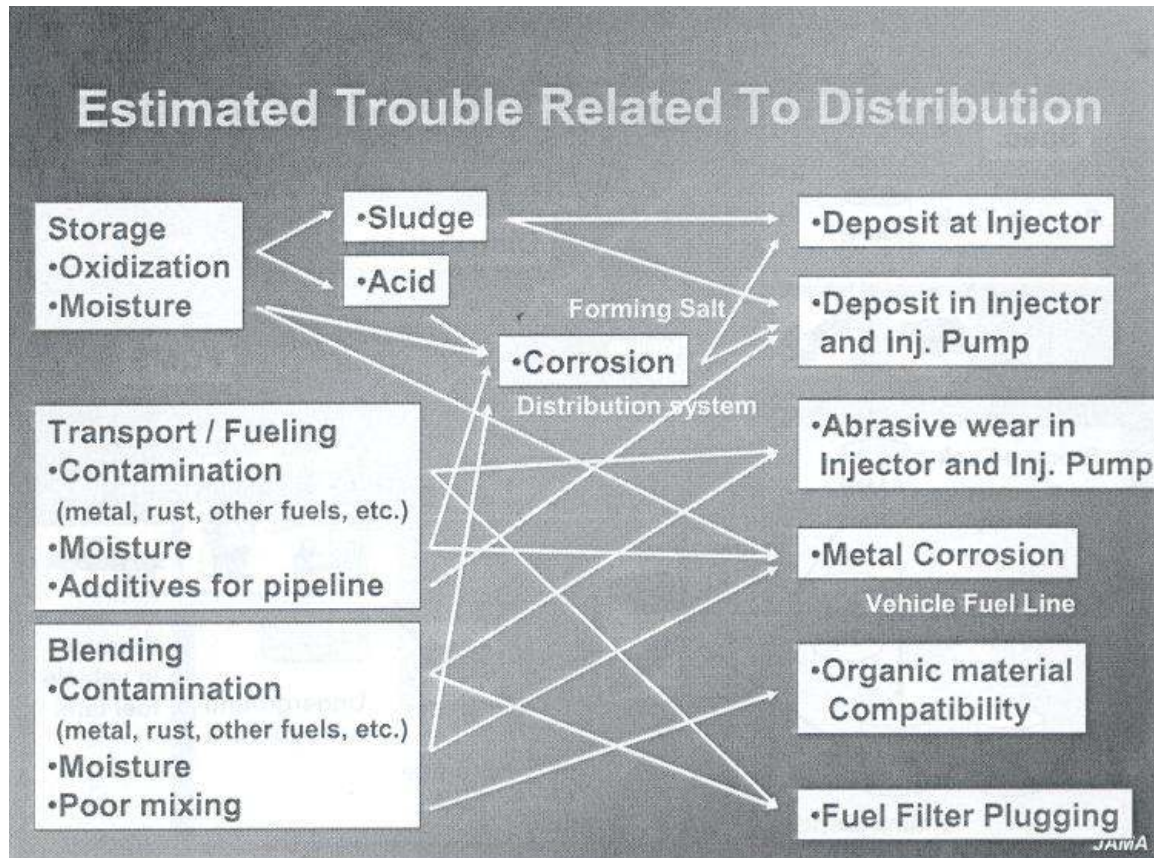 Estimated Trouble Related To Distribution
Storage
•Oxidization
•Moisture
•Sludge
•Acid
Forming Salt
•Corrosion
Distribution system
Transport / Fueling
•Contamination
(metal, rust, other fuels, etc.)
•Moisture
•Additives for pipeline
Blending
•Contamination
(metal, rust, other fuels, etc.)
•Moisture
•Poor mixing
•Deposit at Injector
•Deposit in Injector
and Inj. Pump
•Abrasive wear in
Injector and Inj. Pump
•Metal Corrosion
Vehicle Fuel Line
•Organic material
Compatibility
•Fuel Filter Plugging
JAMA